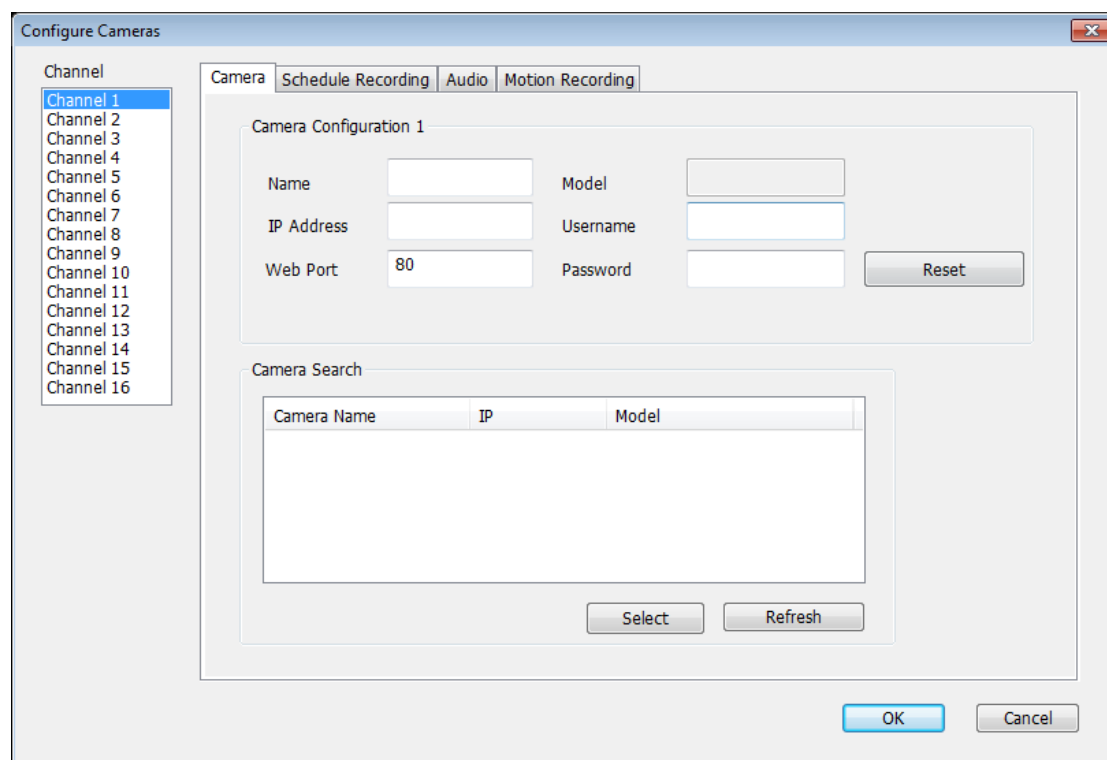 Configure Cameras
Channel
Channel 1
Channel 2
Channel 3
Channel 4
Channel 5
Channel 6
Channel 7
Channel 8
Channel 9
Channel 10
Channel 11
Channel 12
Channel 13
Channel 14
Channel 15
Channel 16
Camera Schedule Recording Audio Motion Recording
Camera Configuration 1
Name Model
IP Address Username
Web Port 80 Password Reset
Camera Search
Camera Name IP Model
Select Refresh
OK Cancel